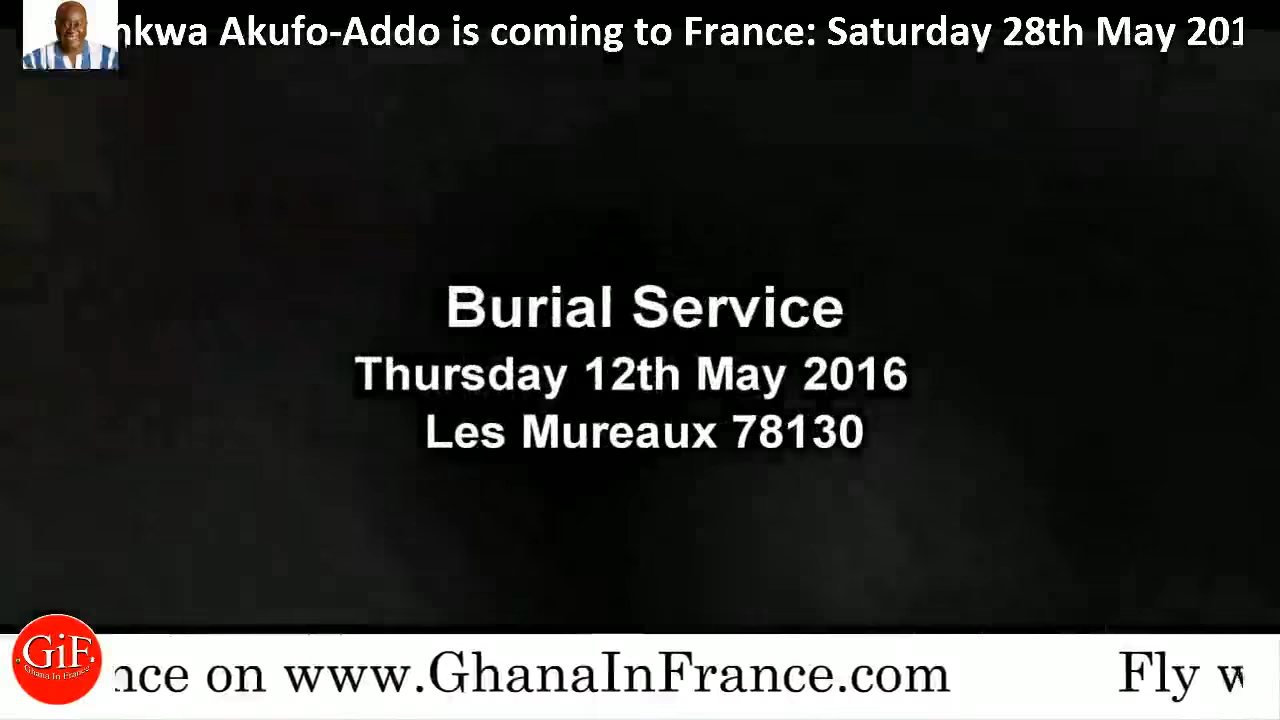 nkwa Akufo-Addo is coming to France: Saturday 28th May 201
Burial Service
Thursday 12th May 2016
Les Mureaux 78130
GiF
Ghana In France
nce on www.GhanaInFrance.com Fly w